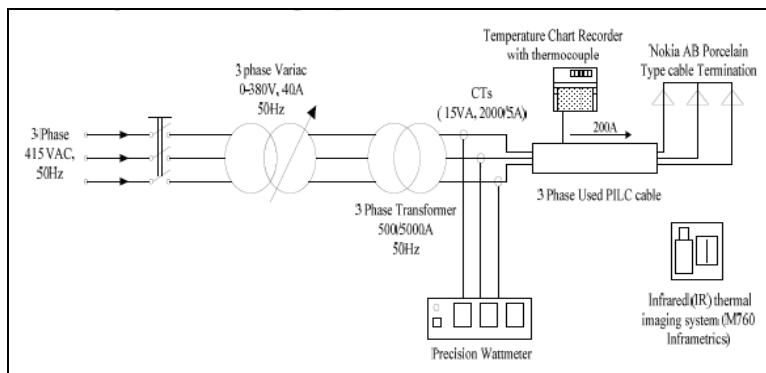 Temperature Chart Recorder
with thermocouple
Nokia AB Porcelain
Type cable Termination
3 phase Variac
0-380V, 40A
50Hz
CTs
( 15VA, 2000/5A)
200A
3 Phase
415 VAC,
50Hz
3 Phase Used PILC cable
3 Phase Transformer
500/5000A
50Hz
Infrared (IR) thermal
imaging system (M760
Inframetrics)
Precision Wattmeter